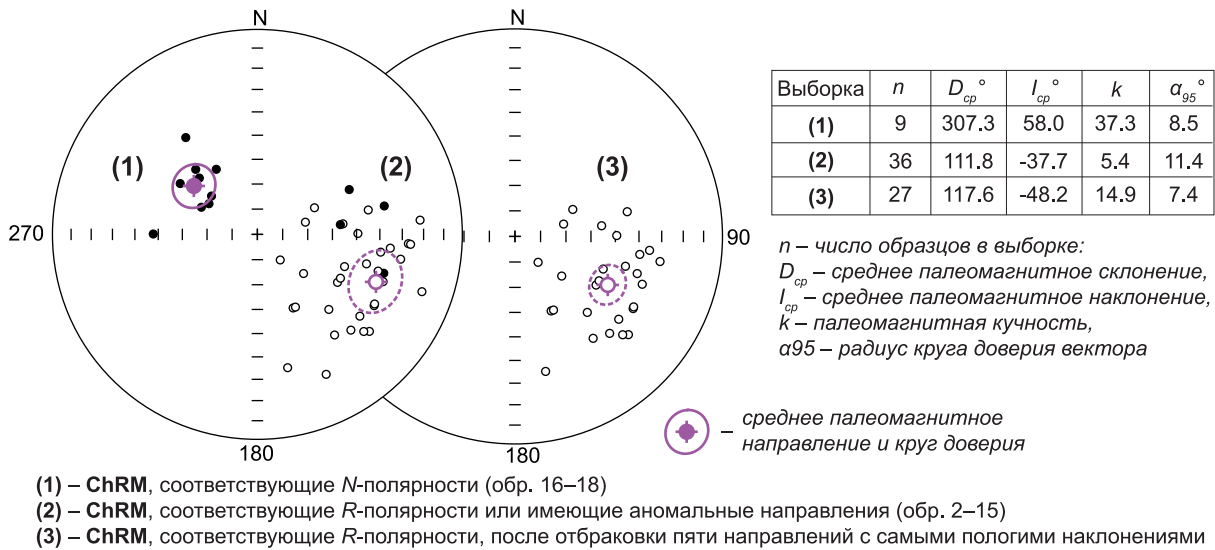 N
N
(1)
(2)
(3)
270
90
180
180
Выборка n Dср° Iср° k α95°
(1) 9 307.3 58.0 37.3 8.5
(2) 36 111.8 -37.7 5.4 11.4
(3) 27 117.6 -48.2 14.9 7.4
n – число образцов в выборке:
Dср – среднее палеомагнитное склонение,
Iср – среднее палеомагнитное наклонение,
k – палеомагнитная кучность,
α95 – радиус круга доверия вектора
– среднее палеомагнитное
направление и круг доверия
(1) – ChRM, соответствующие N-полярности (обр. 16–18)
(2) – ChRM, соответствующие R-полярности или имеющие аномальные направления (обр. 2–15)
(3) – ChRM, соответствующие R-полярности, после отбраковки пяти направлений с самыми пологими наклонениями